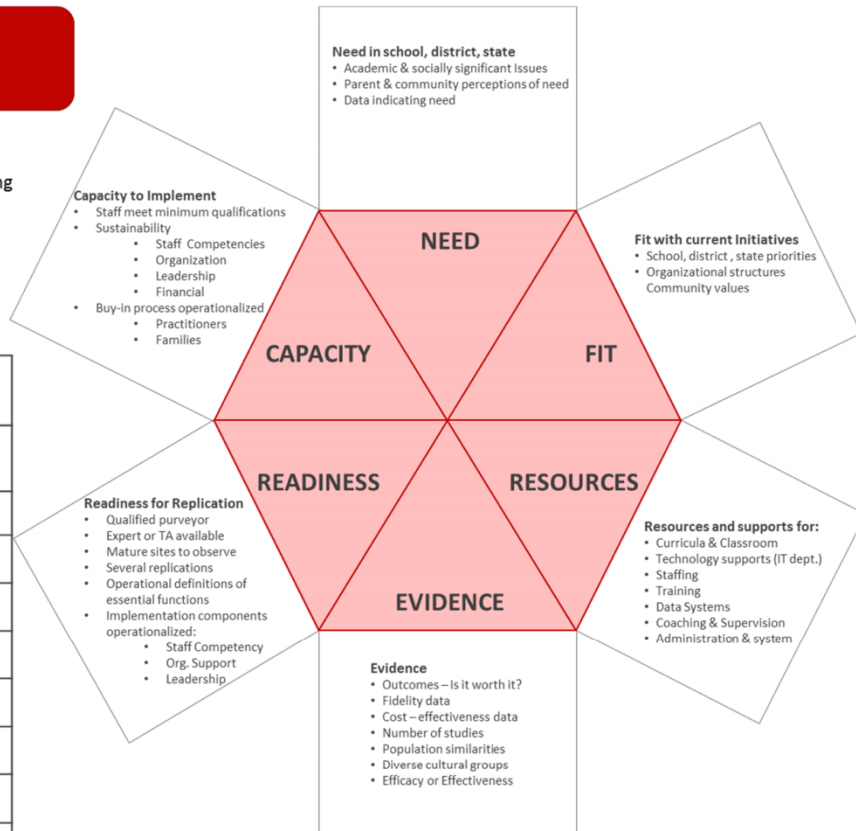 Need in school, district, state
• Academic & socially significant Issues
• Parent & community perceptions of need
• Data indicating need
ng
Capacity to Implement
• Staff meet minimum qualifications
• Sustainability
• Staff Competencies
• Organization
• Leadership
• Financial
• Buy-in process operationalized
• Practitioners
• Families
NEED
Fit with current Initiatives
• School, district , state priorities
• Organizational structures
Community values
CAPACITY
FIT
READINESS
RESOURCES
EVIDENCE
Readiness for Replication
• Qualified purveyor
• Expert or TA available
• Mature sites to observe
• Several replications
• Operational definitions of
essential functions
• Implementation components
operationalized:
• Staff Competency
• Org. Support
• Leadership
Resources and supports for:
• Curricula & Classroom
• Technology supports (IT dept.)
• Staffing
• Training
• Data Systems
• Coaching & Supervision
• Administration & system
Evidence
• Outcomes – Is it worth it?
• Fidelity data
• Cost – effectiveness data
• Number of studies
• Population similarities
• Diverse cultural groups
• Efficacy or Effectiveness